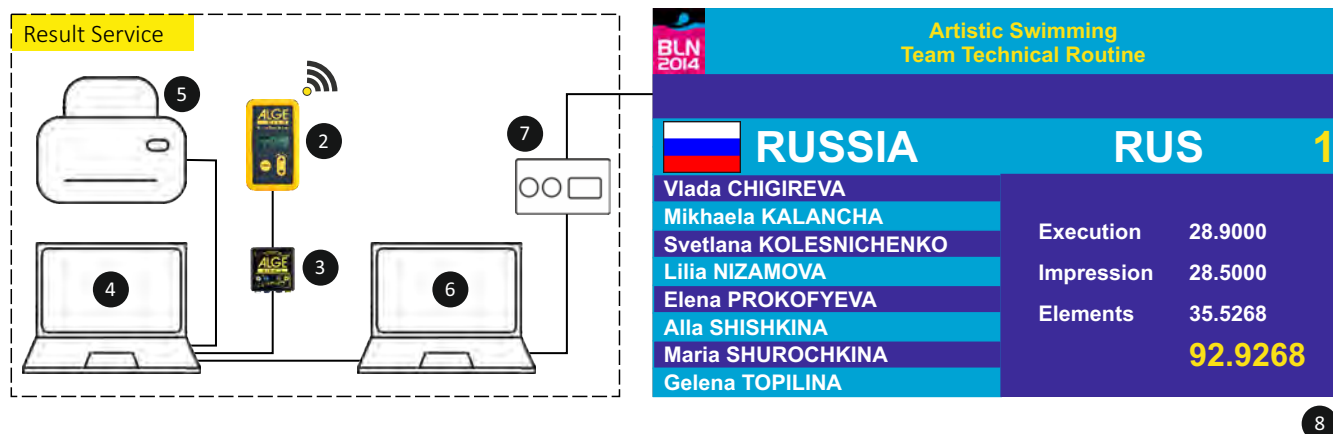 Result Service
5
ALGE
2
7
ALGE
3
4
6
BLN
2014
Artistic Swimming
Team Technical Routine
RUSSIA
RUS
1
Vlada CHIGIREVA
Mikhaela KALANCHA
Svetlana KOLESNICHENKO
Lilia NIZAMOVA
Elena PROKOFYEVA
Alla SHISHKINA
Maria SHUROCHKINA
Gelena TOPILINA
Execution 28.9000
Impression 28.5000
Elements 35.5268
92.9268
8